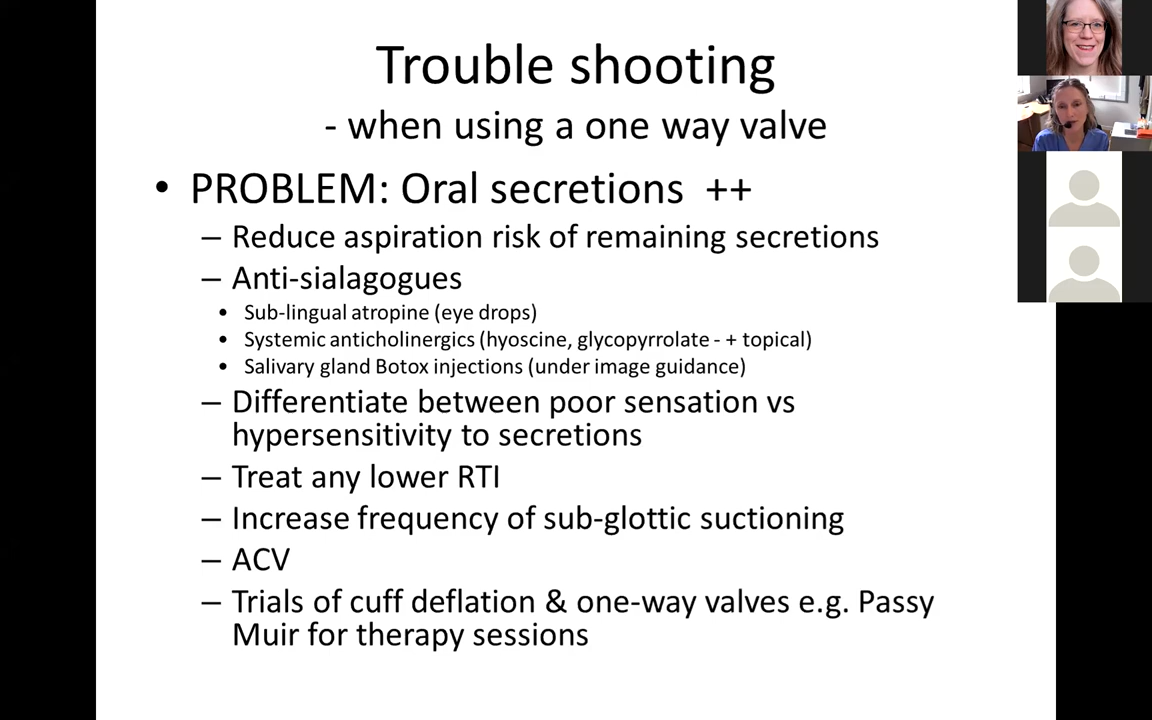 Trouble shooting
- when using a one way valve
• PROBLEM: Oral secretions ++
– Reduce aspiration risk of remaining secretions
– Anti-sialagogues
• Sub-lingual atropine (eye drops)
• Systemic anticholinergics (hyoscine, glycopyrrolate - + topical)
• Salivary gland Botox injections (under image guidance)
– Differentiate between poor sensation vs
hypersensitivity to secretions
– Treat any lower RTI
– Increase frequency of sub-glottic suctioning
– ACV
– Trials of cuff deflation & one-way valves e.g. Passy
Muir for therapy sessions